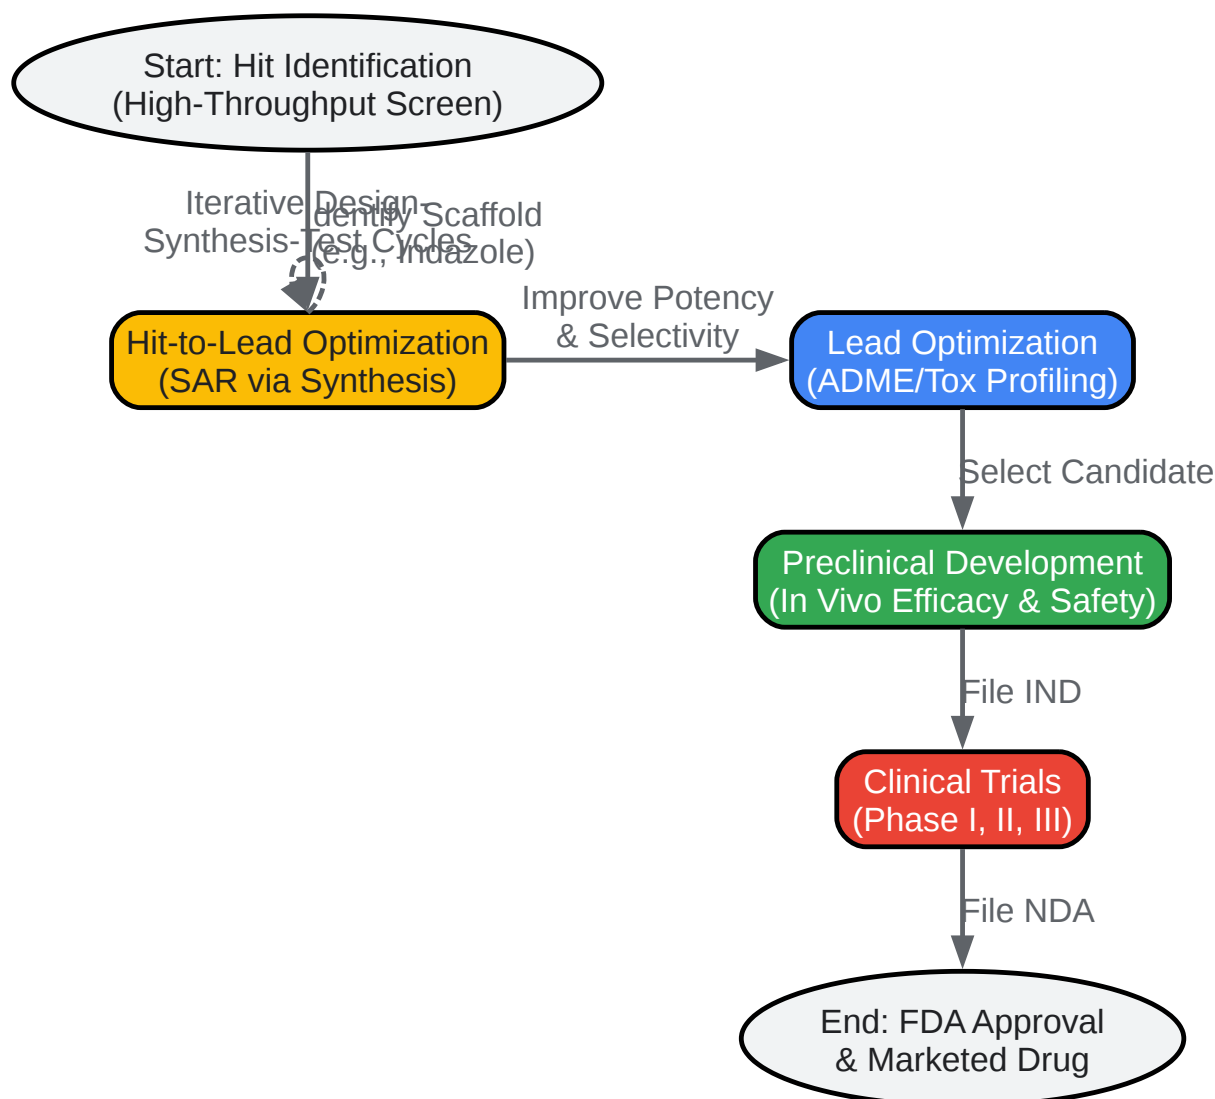 Start: Hit Identification
(High-Throughput Screen)
Iterative Design-
Synthesis-Test Cycles
Identify Scaffold
(e.g., Indazole)
Improve Potency
& Selectivity
Hit-to-Lead Optimization
(SAR via Synthesis)
Lead Optimization
(ADME/Tox Profiling)
Select Candidate
Preclinical Development
(In Vivo Efficacy & Safety)
File IND
Clinical Trials
(Phase I, II, III)
File NDA
End: FDA Approval
& Marketed Drug